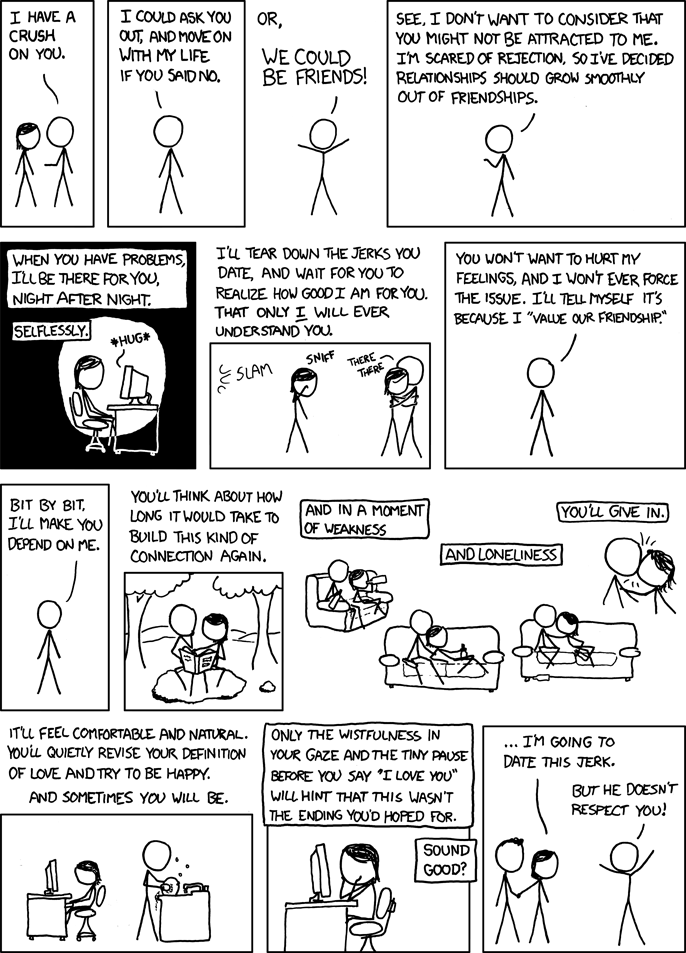 I HAVE A
CRUSH
ON YOU.
I COULD ASK YOU
OUT, AND MOVE ON
WITH MY LIFE
IF YOU SAID NO.
OR,
WE COULD
BE FRIENDS!
SEE, I DON'T WANT TO CONSIDER THAT
YOU MIGHT NOT BE ATTRACTED TO ME.
I'M SCARED OF REJECTION, SO I'VE DECIDED
RELATIONSHIPS SHOULD GROW SMOOTHLY
OUT OF FRIENDSHIPS.
WHEN YOU HAVE PROBLEMS,
I'LL BE THERE FOR YOU,
NIGHT AFTER NIGHT.
SELFLESSLY.
*HUG*
I'LL TEAR DOWN THE JERKS YOU
DATE, AND WAIT FOR YOU TO
REALIZE HOW GOOD I AM FOR YOU.
THAT ONLY I WILL EVER
UNDERSTAND YOU.
SLAM
SNIFF
THERE
THERE
YOU WON'T WANT TO HURT MY
FEELINGS, AND I WON'T EVER FORCE
THE ISSUE. I'LL TELL MYSELF IT'S
BECAUSE I "VALUE OUR FRIENDSHIP."
BIT BY BIT,
I'LL MAKE YOU
DEPEND ON ME.
YOU'LL THINK ABOUT HOW
LONG IT WOULD TAKE TO
BUILD THIS KIND OF
CONNECTION AGAIN.
AND IN A MOMENT
OF WEAKNESS
AND LONELINESS
YOU'LL GIVE IN.
IT'LL FEEL COMFORTABLE AND NATURAL.
YOU'LL QUIETLY REVISE YOUR DEFINITION
OF LOVE AND TRY TO BE HAPPY.
AND SOMETIMES YOU WILL BE.
ONLY THE WISTFULNESS IN
YOUR GAZE AND THE TINY PAUSE
BEFORE YOU SAY "I LOVE YOU"
WILL HINT THAT THIS WASN'T
THE ENDING YOU'D HOPED FOR.
SOUND
GOOD?
... I'M GOING TO
DATE THIS JERK.
BUT HE DOESN'T
RESPECT YOU!